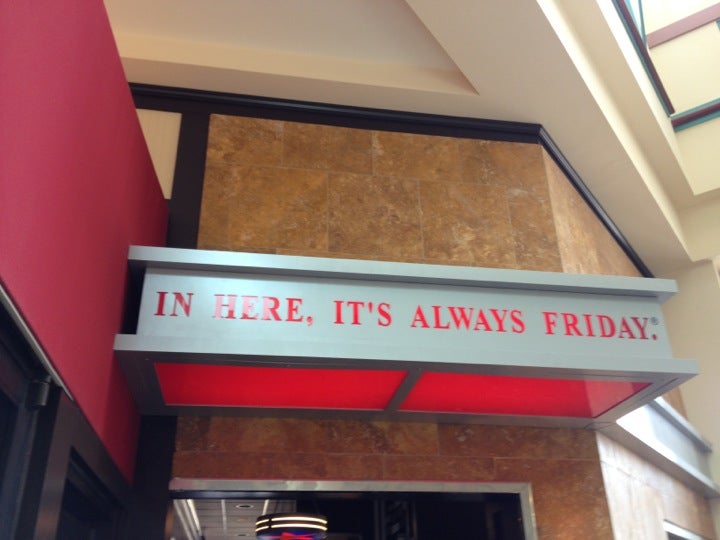 IN HERE, IT'S ALWAYS FRIDAY.®